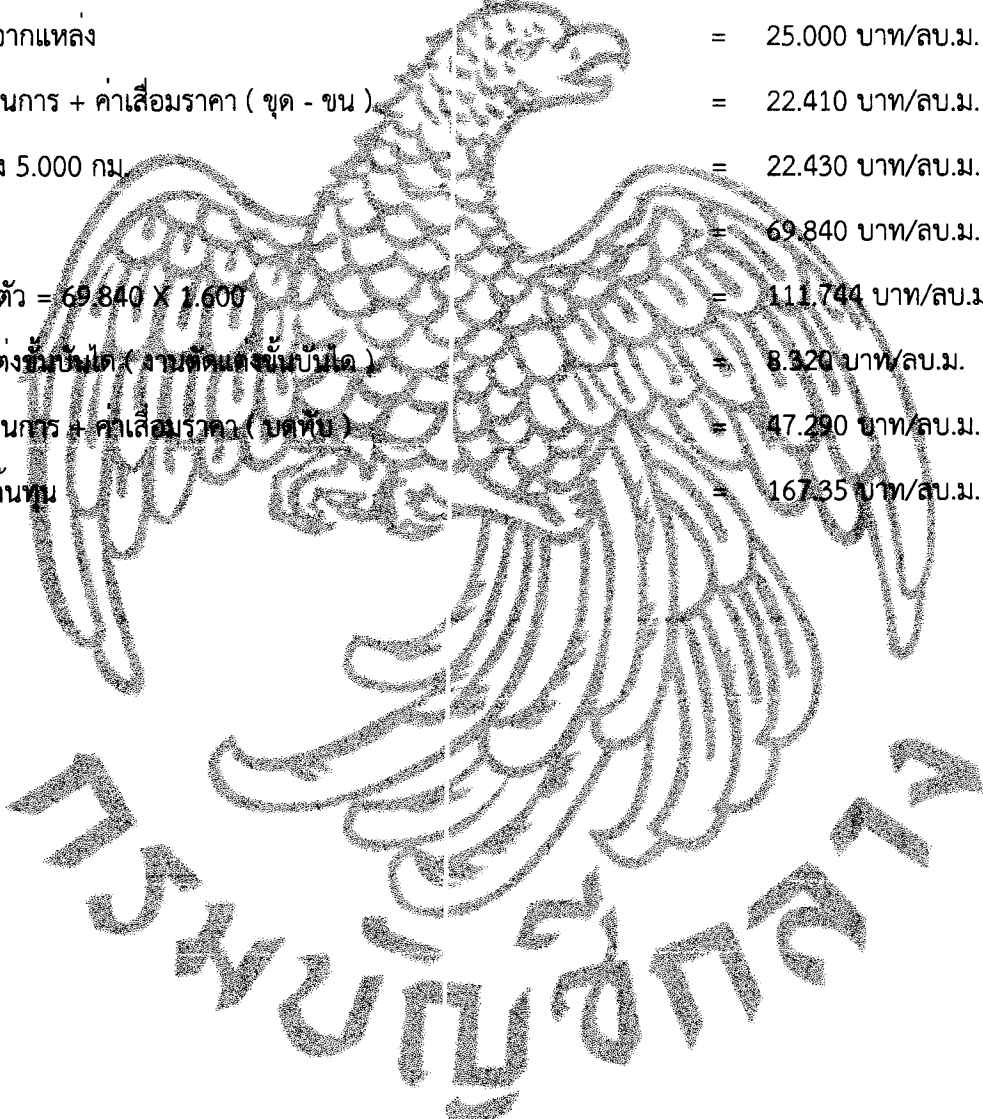 จากแหล่ง = 25.000 บาท/ลบ.ม.
นการ + ค่าเสื่อมราคา ( ขุด - ขน ) = 22.410 บาท/ลบ.ม.
ง 5.000 กม. = 22.430 บาท/ลบ.ม.
= 69.840 บาท/ลบ.ม.
ตัว = 69.840 X 1.600 = 111.744 บาท/ลบ.ม
ต่งขั้นบันได ( งานตัดแต่งขั้นบันได ) = 8.320 บาท/ลบ.ม.
นการ + ค่าเสื่อมราคา ( บดทับ ) = 47.290 บาท/ลบ.ม.
้นทุน = 167.35 บาท/ลบ.ม.
กรมบัญชีกลาง